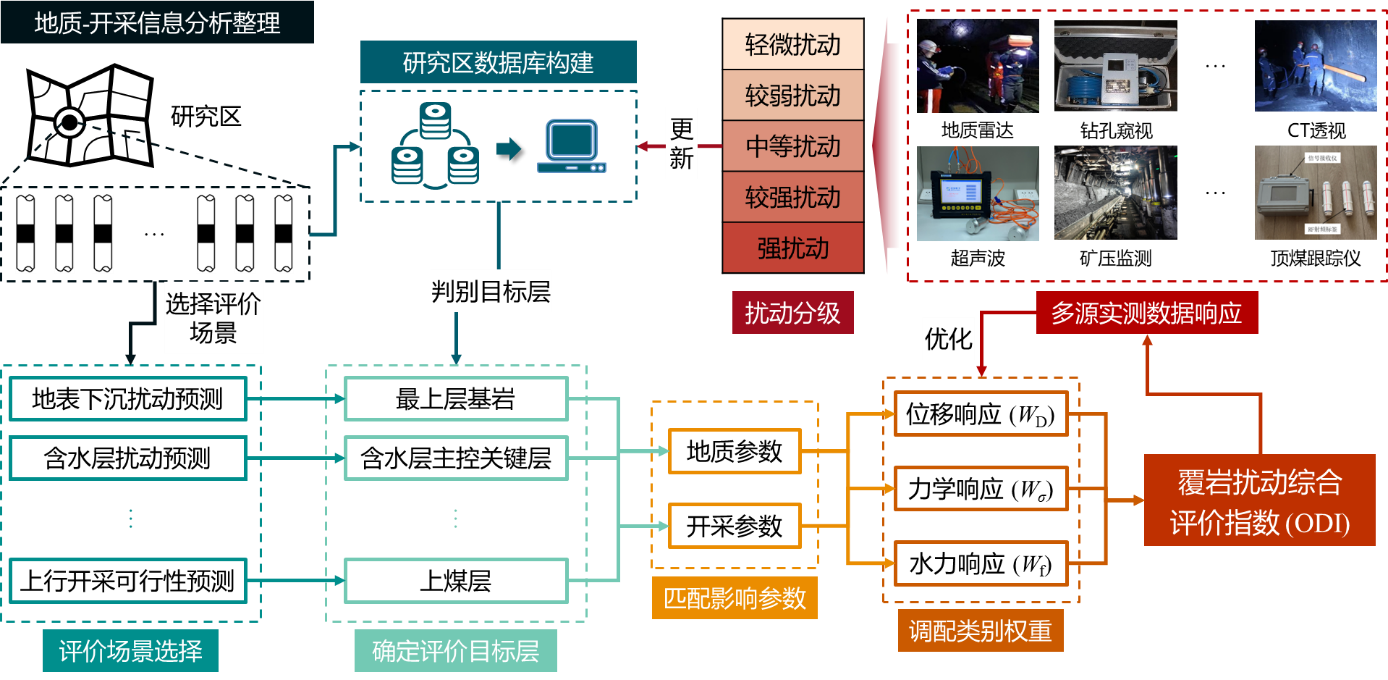 地质-开采信息分析整理
研究区
选择评价
场景
研究区数据库构建
判别目标层
更
新
轻微扰动
较弱扰动
中等扰动
较强扰动
强扰动
扰动分级
地质雷达
钻孔窥视
...
CT透视
超声波
矿压监测
...
顶煤跟踪仪
信号接收仪
多源实测数据响应
优化
地表下沉扰动预测
含水层扰动预测
⋮
上行开采可行性预测
评价场景选择
最上层基岩
含水层主控关键层
⋮
上煤层
确定评价目标层
地质参数
开采参数
匹配影响参数
位移响应 (WD)
力学响应 (Wσ)
水力响应 (Wf)
调配类别权重
覆岩扰动综合
评价指数 (ODI)